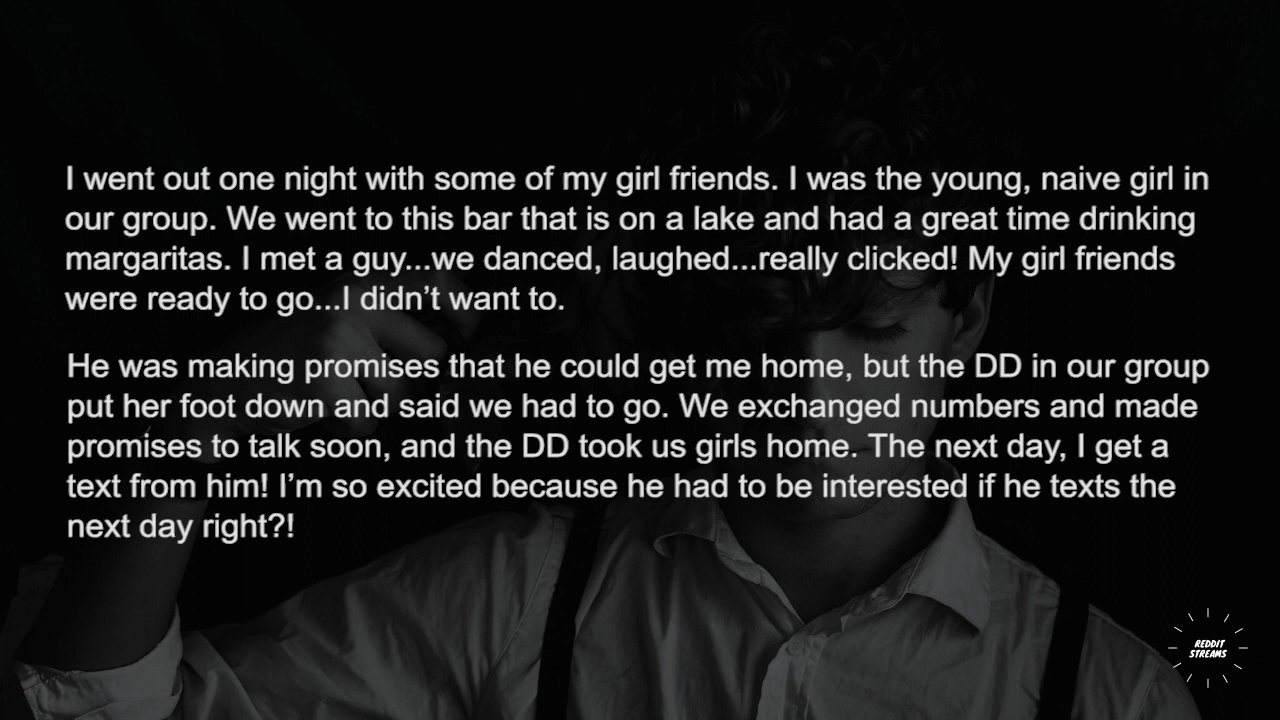 I went out one night with some of my girl friends. I was the young, naive girl in
our group. We went to this bar that is on a lake and had a great time drinking
margaritas. I met a guy...we danced, laughed...really clicked! My girl friends
were ready to go...I didn’t want to.
He was making promises that he could get me home, but the DD in our group
put her foot down and said we had to go. We exchanged numbers and made
promises to talk soon, and the DD took us girls home. The next day, I get a
text from him! I’m so excited because he had to be interested if he texts the
next day right?!
REDDIT
STREAMS